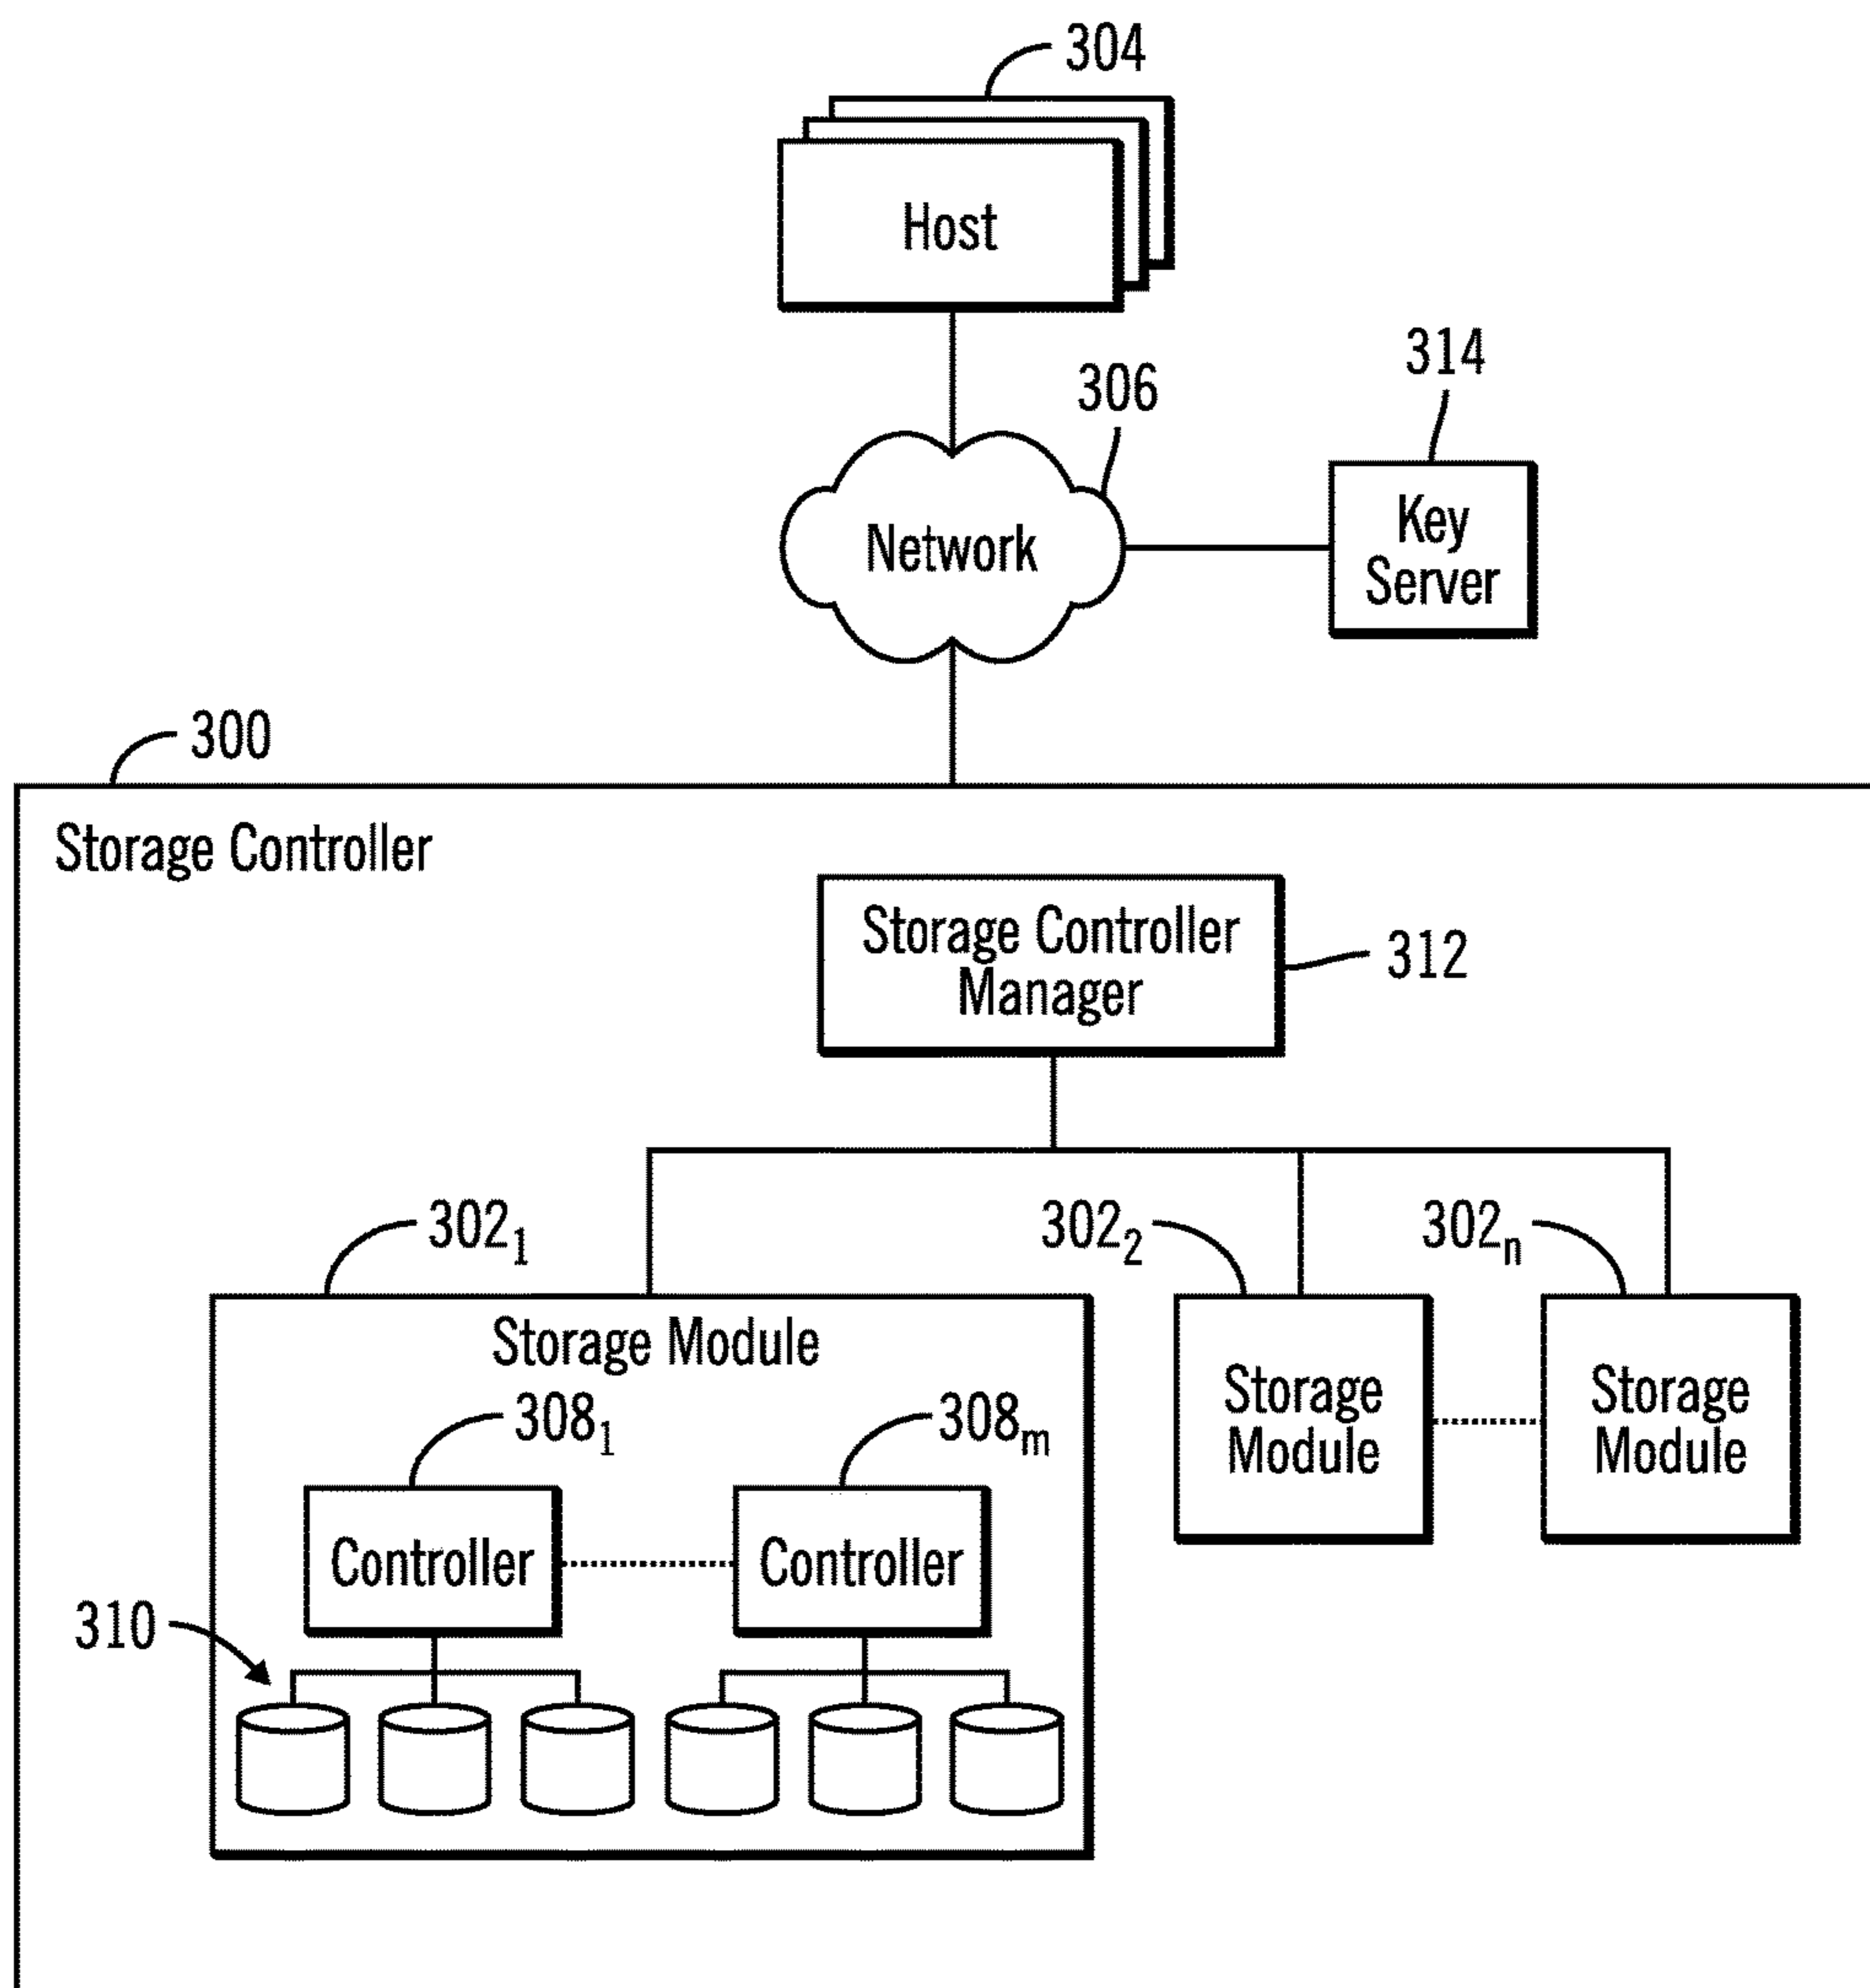 304
Host
314
306
Key
Server
Network
300
Storage Controller
Storage Controller
Manager
312
302₁
302₂
302ₙ
Storage Module
308₁
308ₘ
Storage
Module
Storage
Module
Controller
Controller
310